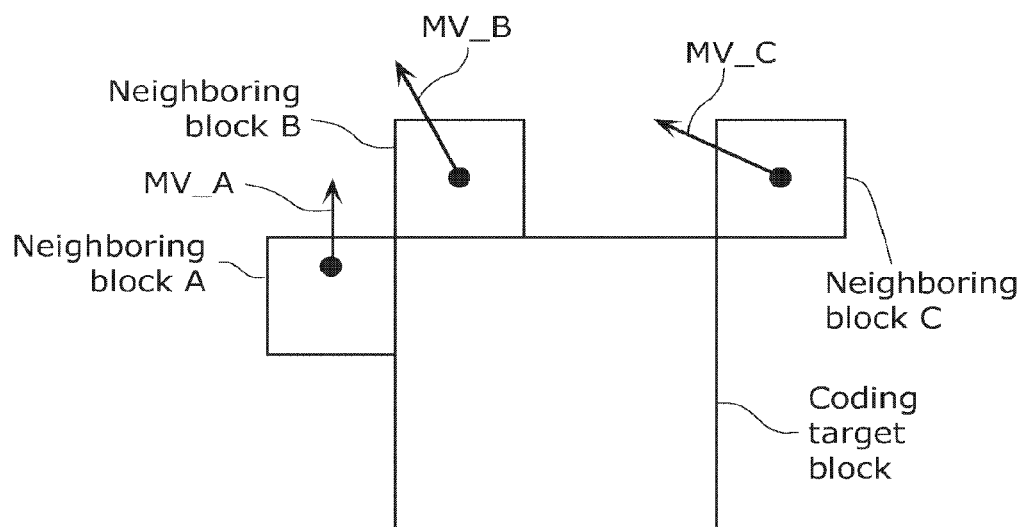 MV_B
MV_C
Neighboring
block B
MV_A
Neighboring
block A
Neighboring
block C
Coding
target
block